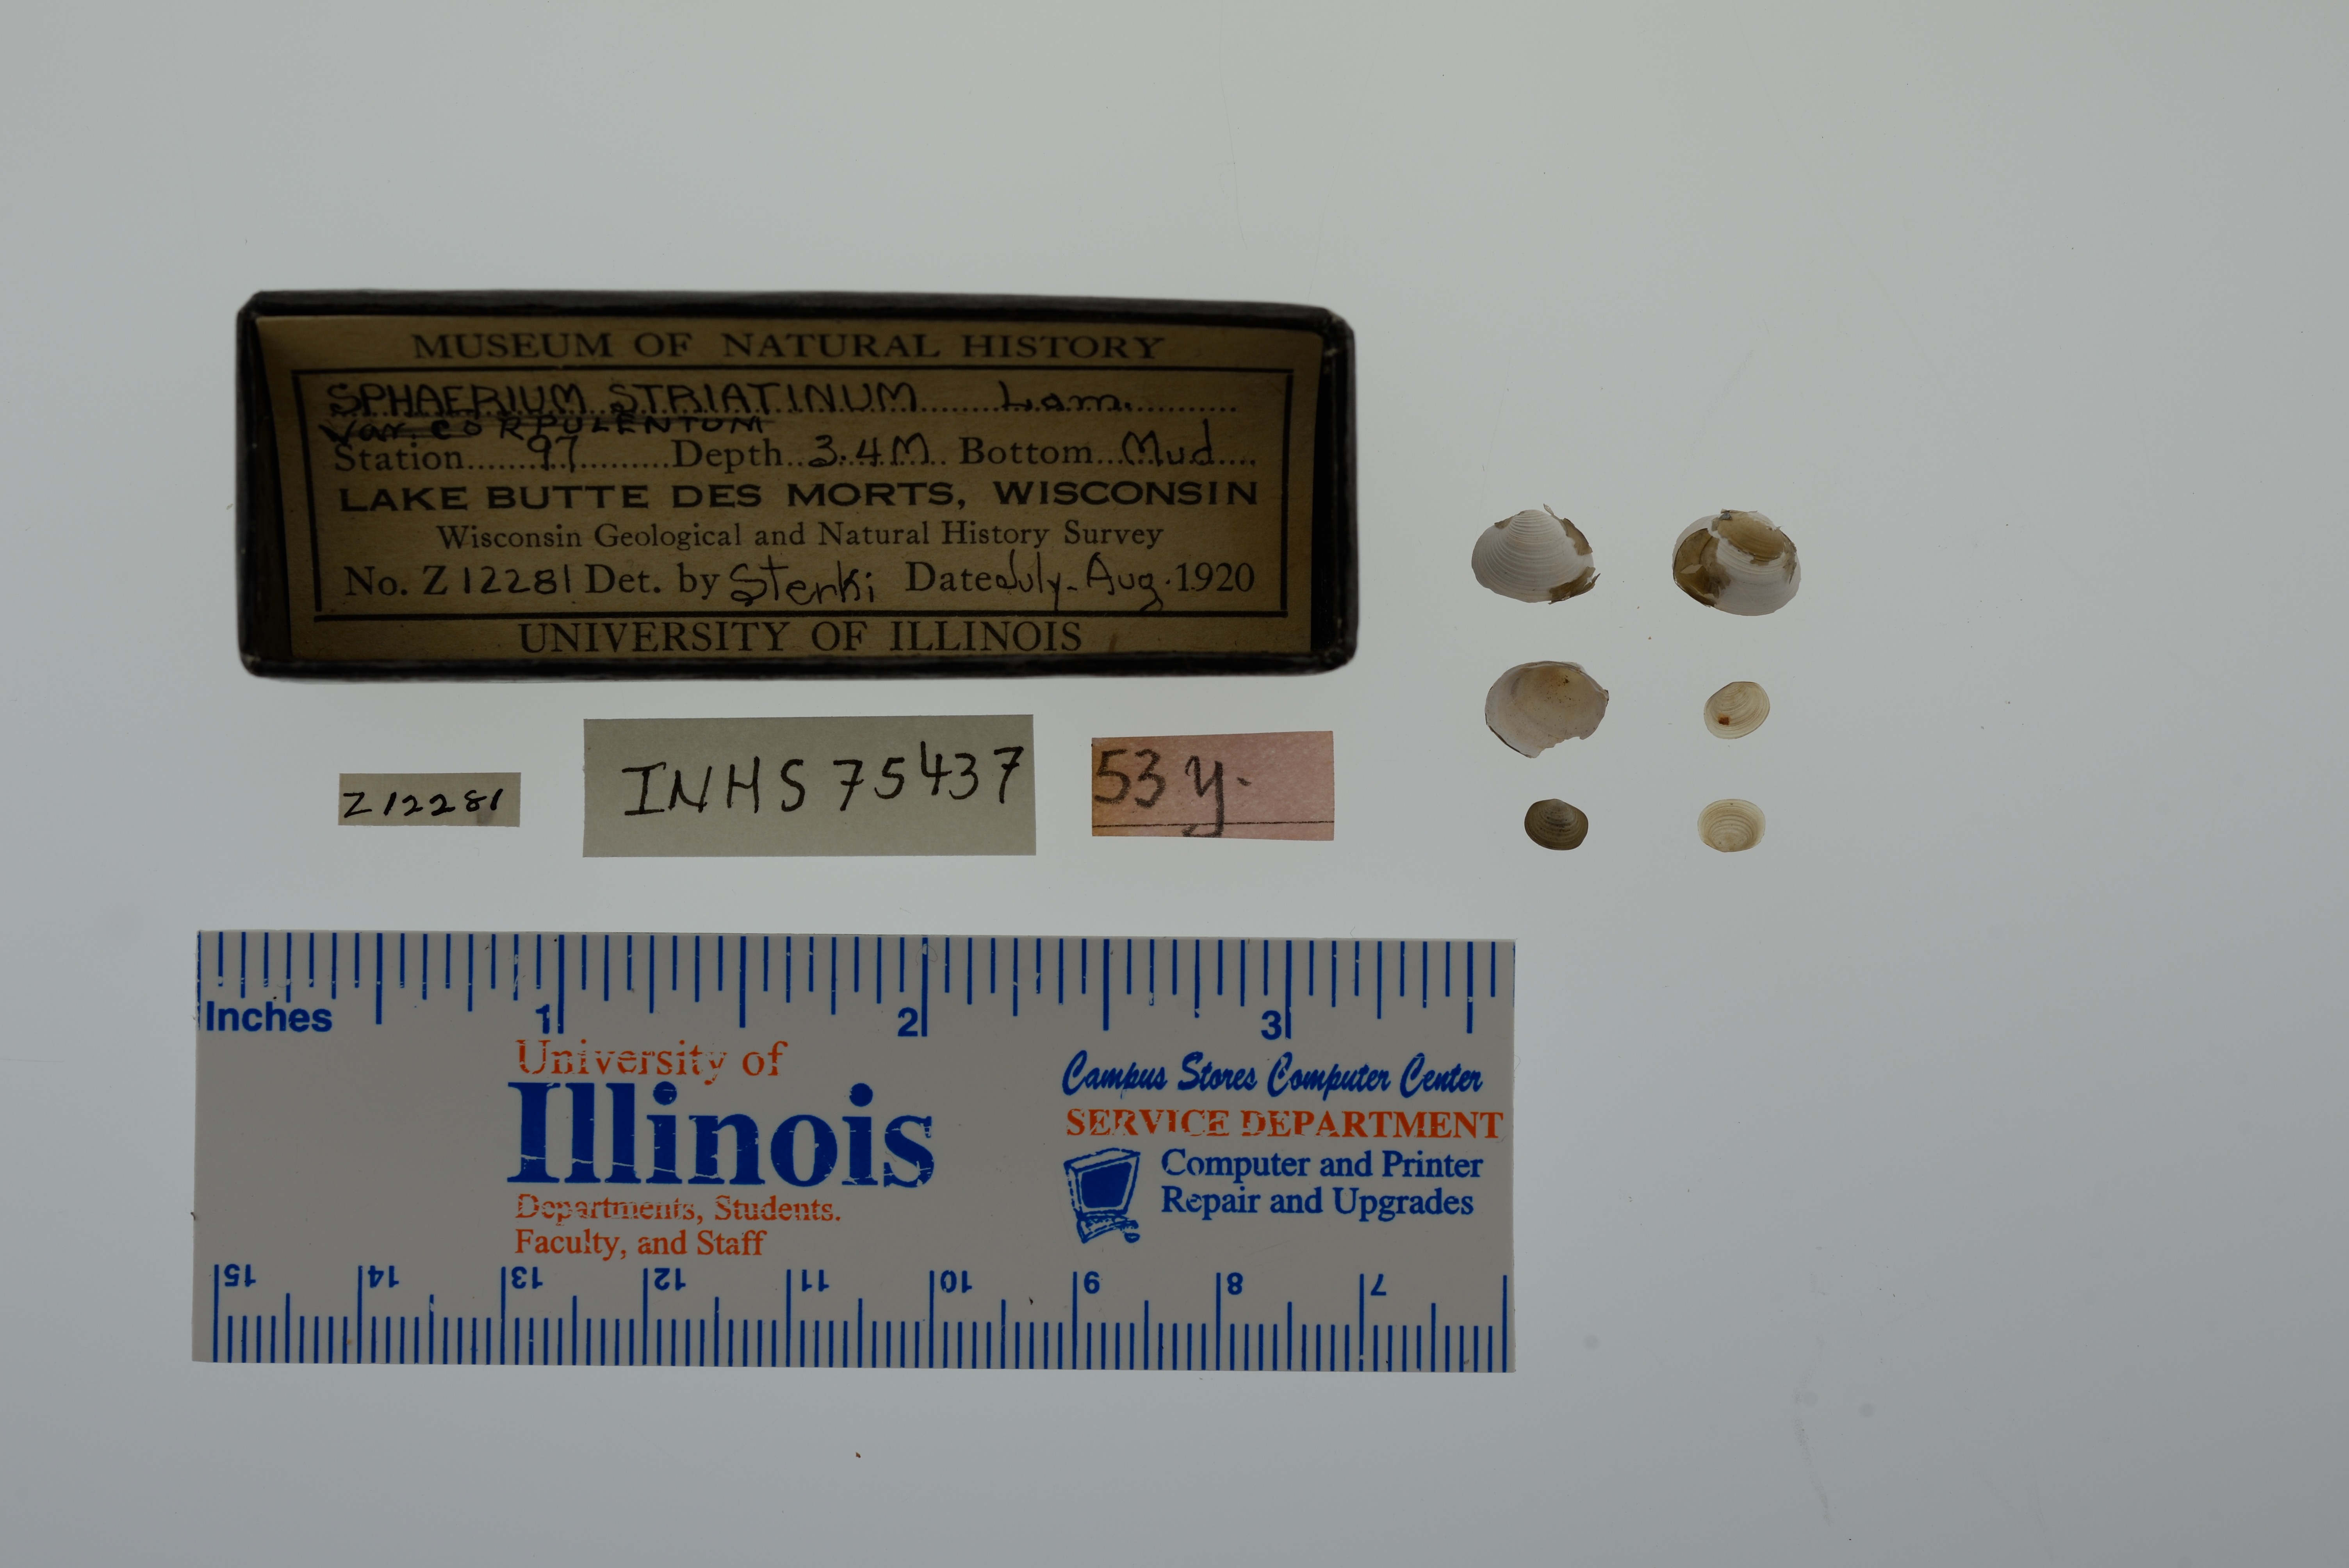 MUSEUM OF NATURAL HISTORY
SPHAERIUM STRIATINUM Lam.
Var. CORPULENTUM
Station 97 Depth 3.4M Bottom Mud
LAKE BUTTE DES MORTS, WISCONSIN
Wisconsin Geological and Natural History Survey
No. Z 12281 Det. by Sterki Date July-Aug. 1920
UNIVERSITY OF ILLINOIS
Z12281
INHS 75437
53 y.
Inches 1 2 3
University of
Illinois
Departments, Students,
Faculty, and Staff
Campus Stores Computer Center
SERVICE DEPARTMENT
Computer and Printer
Repair and Upgrades
15 14 13 12 11 10 9 8 7